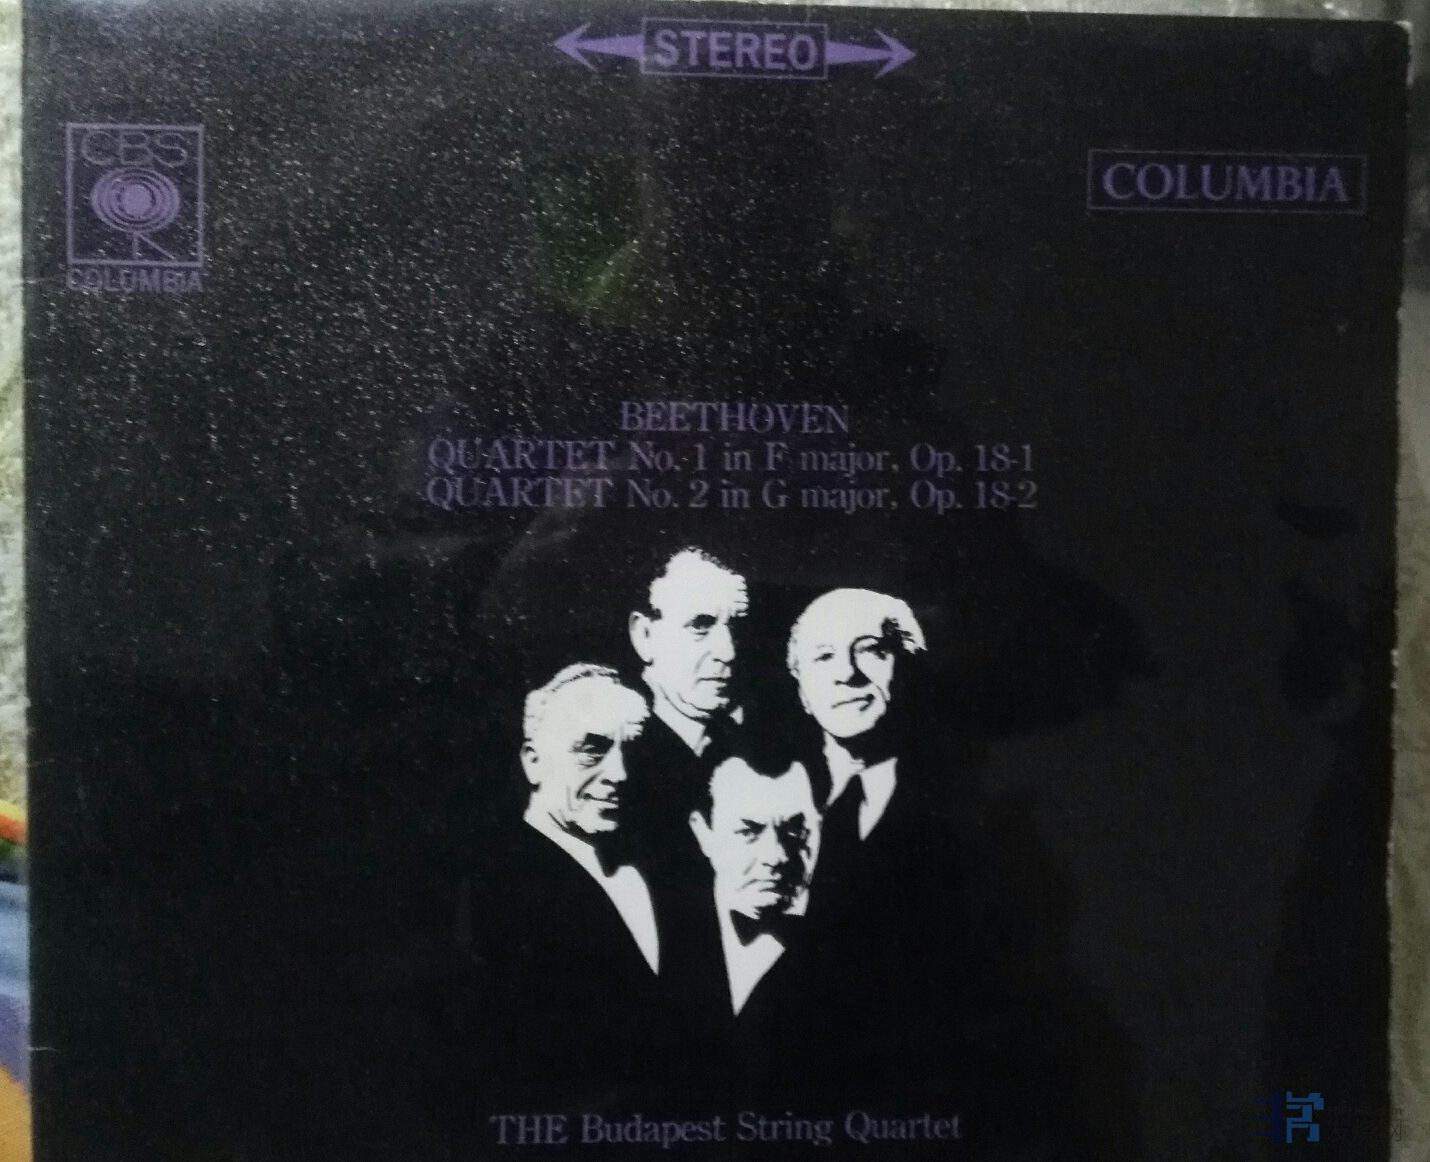 STEREO
CBS
COLUMBIA
COLUMBIA
BEETHOVEN
QUARTET No. 1 in F major, Op. 18-1
QUARTET No. 2 in G major, Op. 18-2
THE Budapest String Quartet